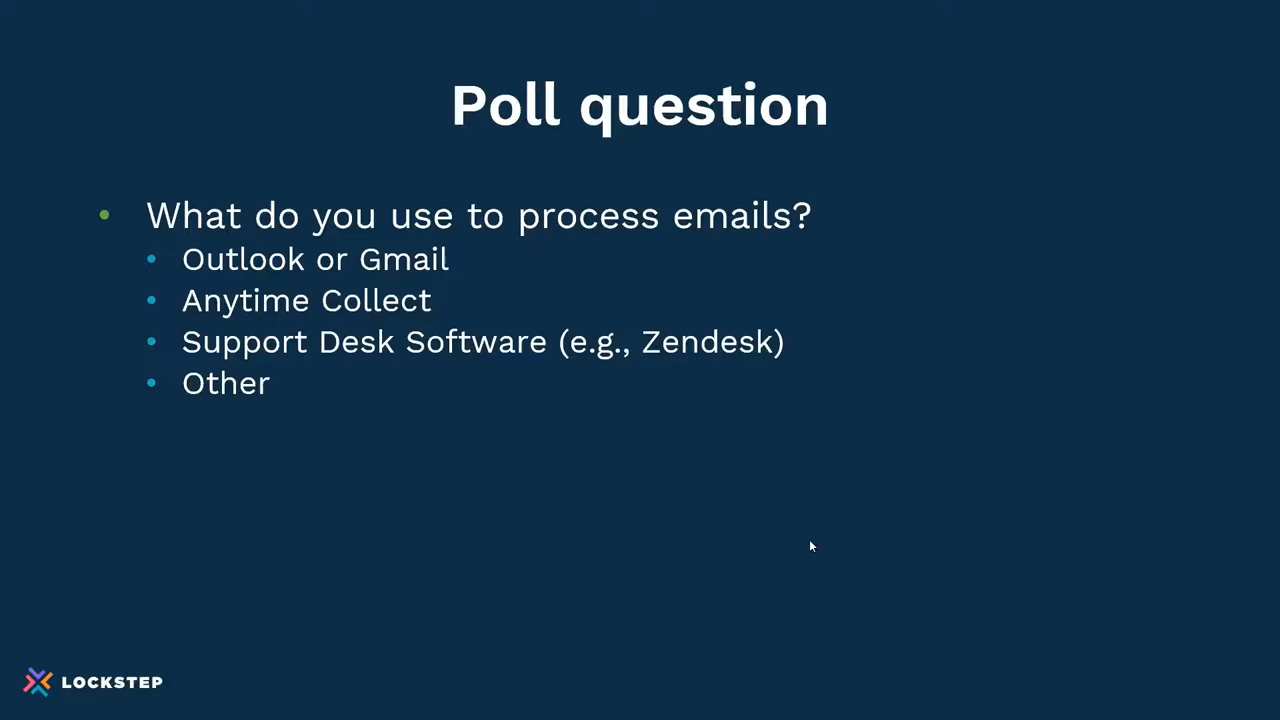 Poll question
What do you use to process emails?
Outlook or Gmail
Anytime Collect
Support Desk Software (e.g., Zendesk)
Other
LOCKSTEP